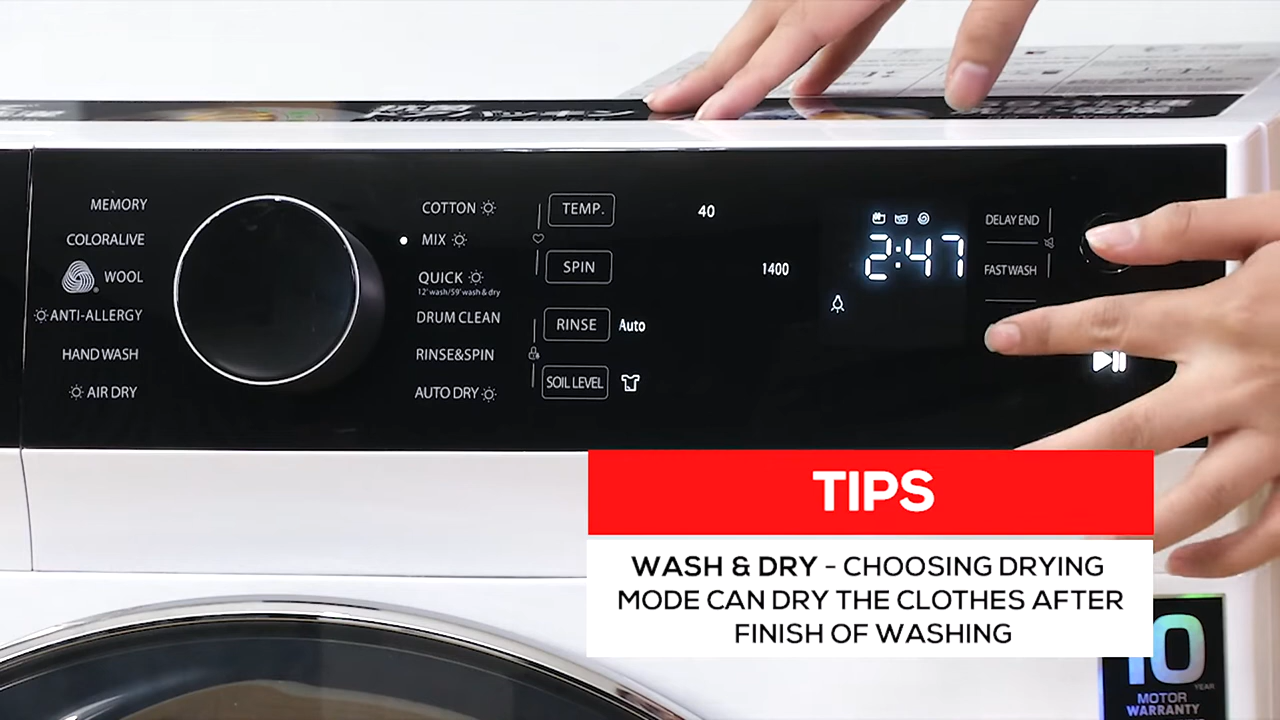 MEMORY
COLORALIVE
WOOL
ANTI-ALLERGY
HAND WASH
AIR DRY
COTTON
MIX
QUICK
12' wash/59' wash & dry
DRUM CLEAN
RINSE&SPIN
AUTO DRY
TEMP.
40
SPIN
1400
RINSE
Auto
SOIL LEVEL
2:47
DELAY END
FAST WASH
TIPS
WASH & DRY - CHOOSING DRYING
MODE CAN DRY THE CLOTHES AFTER
FINISH OF WASHING
10
YEAR
MOTOR
WARRANTY